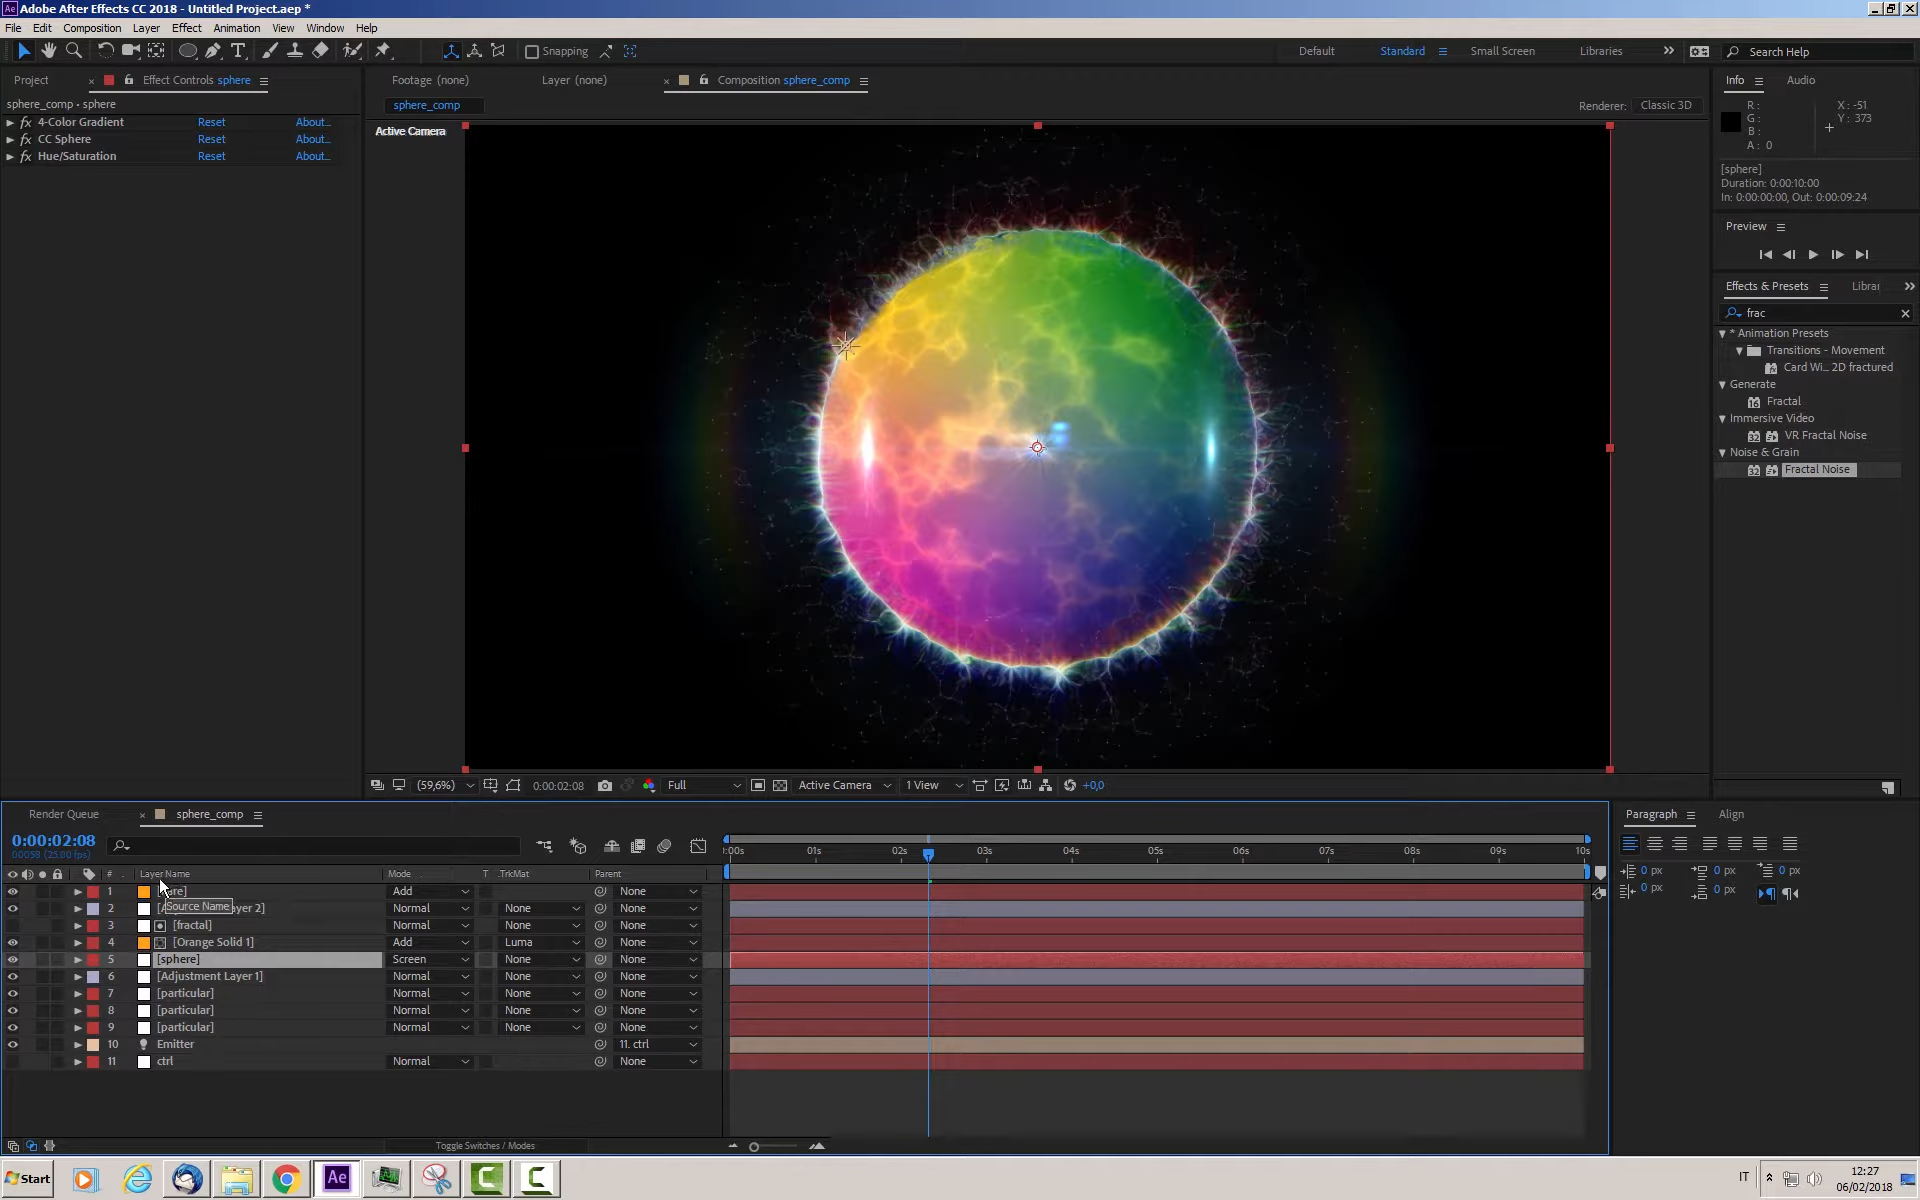 Adobe After Effects CC 2018 - Untitled Project.aep *
File Edit Composition Layer Effect Animation View Window Help
Snapping Default Standard Small Screen Libraries Search Help
Project Effect Controls sphere Footage (none) Layer (none) Composition sphere_comp Info Audio
sphere_comp • sphere
sphere_comp Renderer: Classic 3D
4-Color Gradient Reset About...
CC Sphere Reset About...
Hue/Saturation Reset About...
Active Camera
R: X: -51
G: Y: 373
B:
A: 0
[sphere]
Duration: 0:00:10:00
In: 0:00:00:00, Out: 0:00:09:24
Preview
Effects & Presets Librar
frac
* Animation Presets
Transitions - Movement
Card Wi... 2D fractured
Generate
Fractal
Immersive Video
VR Fractal Noise
Noise & Grain
Fractal Noise
(59,6%) 0:00:02:08 Full Active Camera 1 View +0,0
Render Queue sphere_comp Paragraph Align
0:00:02:08
00058 (25.00 fps)
:00s 01s 02s 03s 04s 05s 06s 07s 08s 09s 10s
# Layer Name Mode T .TrkMat Parent
1 Add None
Source Name
2 ayer 2] Normal None None
3 [fractal] Normal None None
4 [Orange Solid 1] Add Luma None
5 [sphere] Screen None None
6 [Adjustment Layer 1] Normal None None
7 [particular] Normal None None
8 [particular] Normal None None
9 [particular] Normal None None
10 Emitter 11. ctrl
11 ctrl Normal None
0 px 0 px 0 px
0 px 0 px
Toggle Switches / Modes
Start Ae IT 12:27
06/02/2018